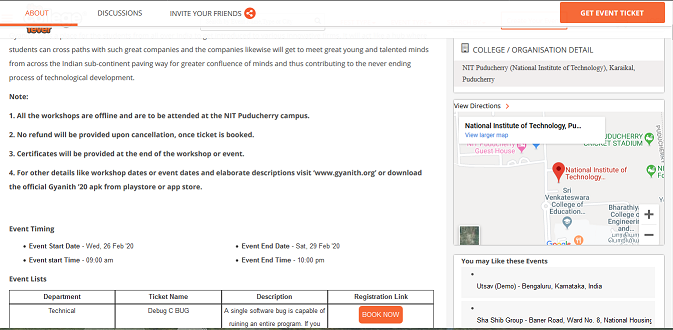 ABOUT
DISCUSSIONS
INVITE YOUR FRIENDS
GET EVENT TICKET
fever
students can cross paths with such great companies and the companies likewise will get to meet great young and talented minds
from across the Indian sub-continent paving way for greater confluence of minds and thus contributing to the never ending
process of technological development.
Note:
1. All the workshops are offline and are to be attended at the NIT Puducherry campus.
2. No refund will be provided upon cancellation, once ticket is booked.
3. Certificates will be provided at the end of the workshop or event.
4. For other details like workshop dates or event dates and elaborate descriptions visit 'www.gyanith.org' or download
the official Gyanith '20 apk from playstore or app store.
Event Timing
• Event Start Date - Wed, 26 Feb '20
• Event End Date - Sat, 29 Feb '20
• Event start Time - 09:00 am
• Event End Time - 10:00 pm
Event Lists
Department Ticket Name Description Registration Link
Technical Debug C BUG A single software bug is capable of BOOK NOW
ruining an entire program. If you
COLLEGE / ORGANISATION DETAIL
NIT Puducherry (National Institute of Technology), Karaikal,
Puducherry
View Directions >
National Institute of Technology, Pu...
View larger map
NIT Puducherry
Guest House
UDUCHERRY
CKET STADIUM
PUDUCHERRY
National Institute of
Technology...
Sri
Venkateswara
College of
Education...
Bharathiy
College o
Engineerin
and...
Google
+
−
You may Like these Events
• Utsav (Demo) - Bengaluru, Karnataka, India
• Sha Shib Group - Baner Road, Ward No. 8, National Housing